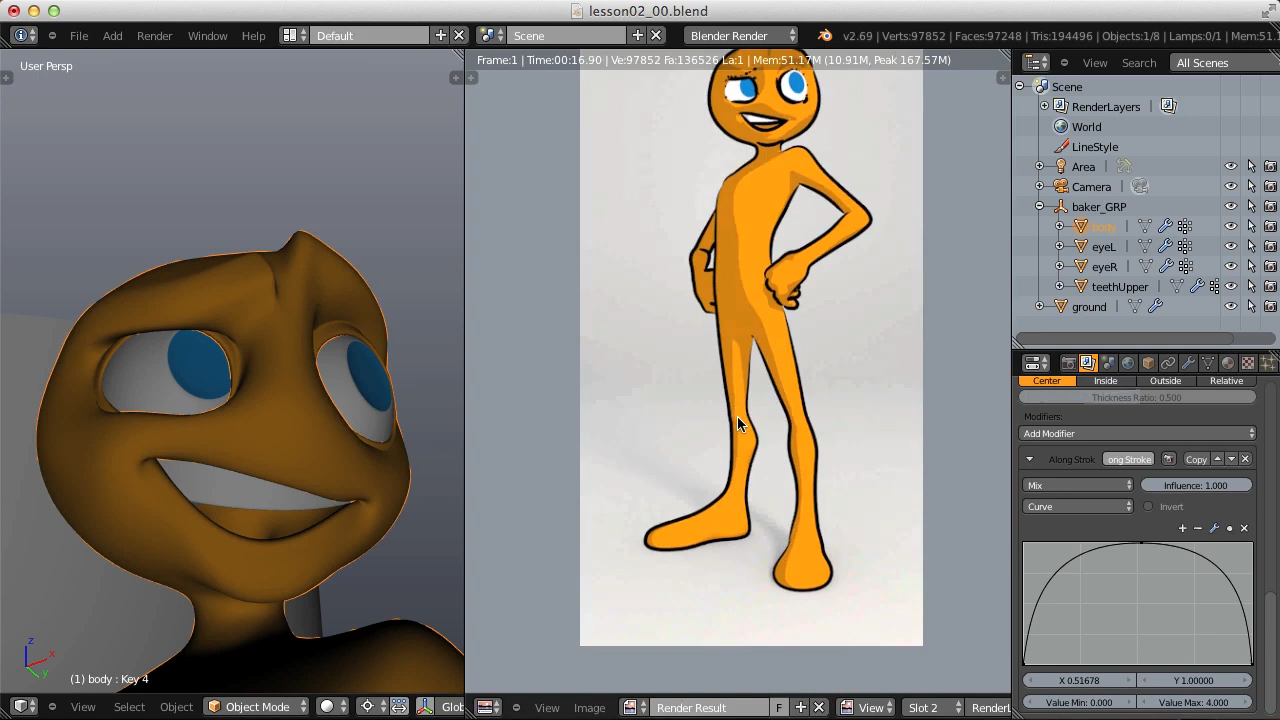 lesson02_00.blend
File Add Render Window Help Default Scene Blender Render v2.69 | Verts:97852 | Faces:97248 | Tris:194496 | Objects:1/8 | Lamps:0/1 | Mem:51.1
User Persp
Frame:1 | Time:00:16.90 | Ve:97852 Fa:136526 La:1 | Mem:51.17M (10.91M, Peak 167.57M)
View Search All Scenes
Scene
RenderLayers |
World
LineStyle
Area |
Camera |
baker_GRP
body
eyeL |
eyeR |
teethUpper |
ground |
Center Inside Outside Relative
Thickness Ratio: 0.500
Modifiers:
Add Modifier
Along Strok ong Stroke Copy
Mix Influence: 1.000
Curve Invert
X 0.51678 Y 1.00000
Value Min: 0.000 Value Max: 4.000
z
x
y
(1) body : Key 4
View Select Object Object Mode Glob
View Image Render Result F View Slot 2 Renderl